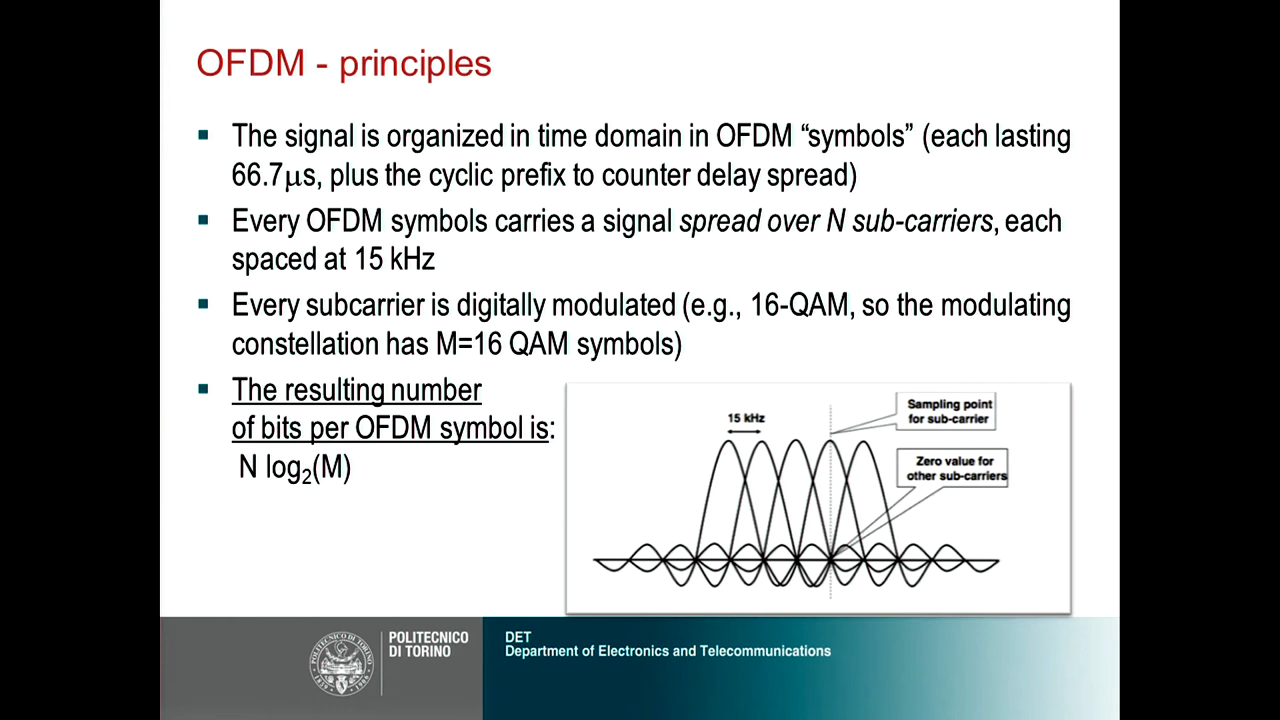 OFDM - principles
▪ The signal is organized in time domain in OFDM “symbols” (each lasting
66.7μs, plus the cyclic prefix to counter delay spread)
▪ Every OFDM symbols carries a signal spread over N sub-carriers, each
spaced at 15 kHz
▪ Every subcarrier is digitally modulated (e.g., 16-QAM, so the modulating
constellation has M=16 QAM symbols)
▪ The resulting number
of bits per OFDM symbol is:
N log₂(M)
15 kHz
Sampling point
for sub-carrier
Zero value for
other sub-carriers
POLITECNICO
DI TORINO
DET
Department of Electronics and Telecommunications